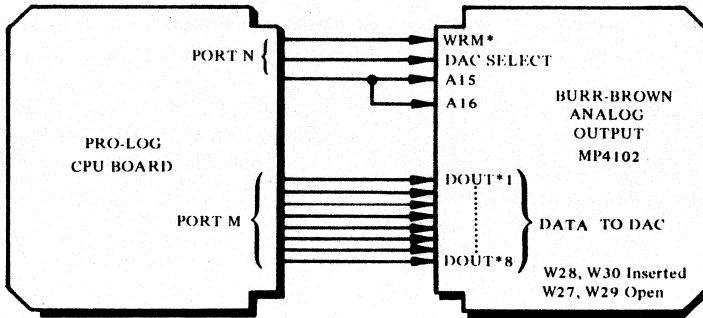 PORT N
PRO-LOG
CPU BOARD
PORT M
WRM*
DAC SELECT
A15
A16
BURR-BROWN
ANALOG
OUTPUT
MP4102
DOUT*1
DATA TO DAC
DOUT*8
W28, W30 Inserted
W27, W29 Open